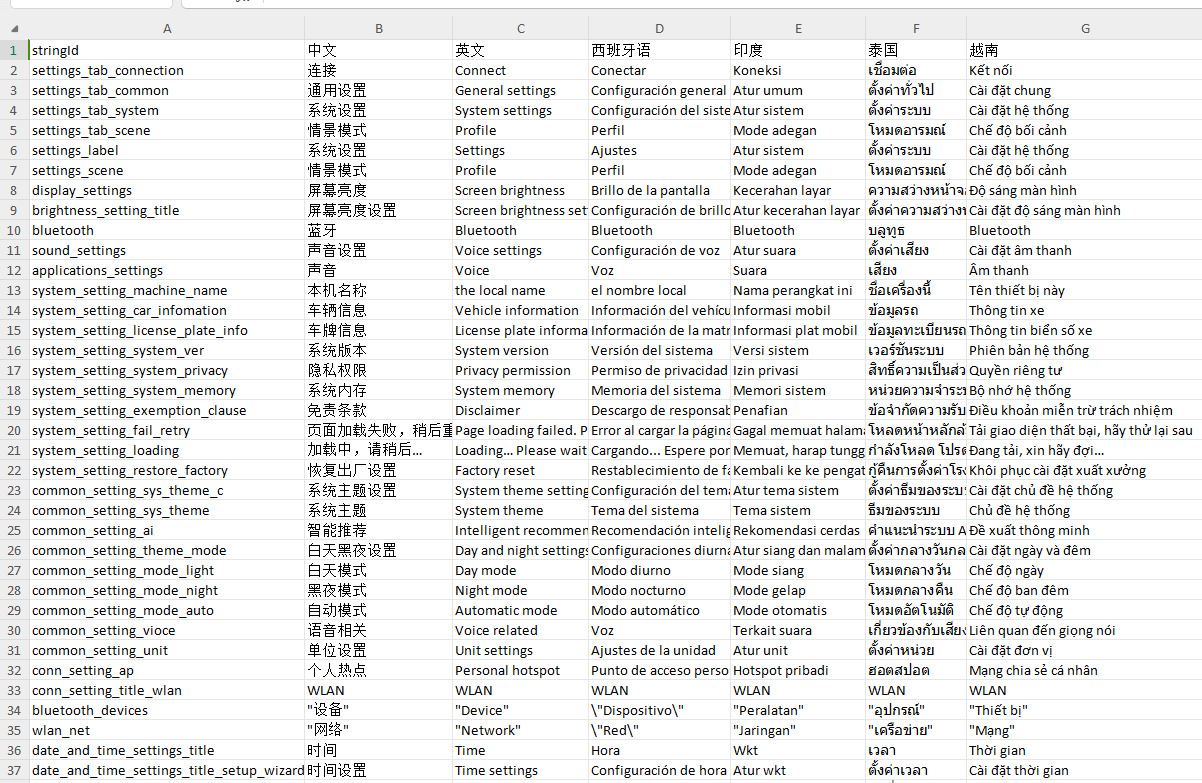 A B C D E F G
1 stringId 中文 英文 西班牙语 印度 泰国 越南
2 settings_tab_connection 连接 Connect Conectar Koneksi เชื่อมต่อ Kết nối
3 settings_tab_common 通用设置 General settings Configuración general Atur umum ตั้งค่าทั่วไป Cài đặt chung
4 settings_tab_system 系统设置 System settings Configuración del siste Atur sistem ตั้งค่าระบบ Cài đặt hệ thống
5 settings_tab_scene 情景模式 Profile Perfil Mode adegan โหมดอารมณ์ Chế độ bối cảnh
6 settings_label 系统设置 Settings Ajustes Atur sistem ตั้งค่าระบบ Cài đặt hệ thống
7 settings_scene 情景模式 Profile Perfil Mode adegan โหมดอารมณ์ Chế độ bối cảnh
8 display_settings 屏幕亮度 Screen brightness Brillo de la pantalla Kecerahan layar ความสว่างหน้าจ Độ sáng màn hình
9 brightness_setting_title 屏幕亮度设置 Screen brightness set Configuración de brillo Atur kecerahan layar ตั้งค่าความสว่าง Cài đặt độ sáng màn hình
10 bluetooth 蓝牙 Bluetooth Bluetooth Bluetooth บลูทูธ Bluetooth
11 sound_settings 声音设置 Voice settings Configuración de voz Atur suara ตั้งค่าเสียง Cài đặt âm thanh
12 applications_settings 声音 Voice Voz Suara เสียง Âm thanh
13 system_setting_machine_name 本机名称 the local name el nombre local Nama perangkat ini ชื่อเครื่องนี้ Tên thiết bị này
14 system_setting_car_infomation 车辆信息 Vehicle information Información del vehícu Informasi mobil ข้อมูลรถ Thông tin xe
15 system_setting_license_plate_info 车牌信息 License plate informa Información de la matr Informasi plat mobil ข้อมูลทะเบียนรถ Thông tin biển số xe
16 system_setting_system_ver 系统版本 System version Versión del sistema Versi sistem เวอร์ชันระบบ Phiên bản hệ thống
17 system_setting_system_privacy 隐私权限 Privacy permission Permiso de privacidad Izin privasi สิทธิ์ความเป็นส่ว Quyền riêng tư
18 system_setting_system_memory 系统内存 System memory Memoria del sistema Memori sistem หน่วยความจำระบ Bộ nhớ hệ thống
19 system_setting_exemption_clause 免责条款 Disclaimer Descargo de responsab Penafian ข้อจำกัดความรับ Điều khoản miễn trừ trách nhiệm
20 system_setting_fail_retry 页面加载失败，稍后重 Page loading failed. P Error al cargar la página Gagal memuat halama โหลดหน้าหลักล้ Tải giao diện thất bại, hãy thử lại sau
21 system_setting_loading 加载中，请稍后... Loading... Please wait Cargando... Espere por Memuat, harap tungg กำลังโหลด โปรด Đang tải, xin hãy đợi...
22 system_setting_restore_factory 恢复出厂设置 Factory reset Restablecimiento de fa Kembali ke ke pengat กู้คืนการตั้งค่าโรง Khôi phục cài đặt xuất xưởng
23 common_setting_sys_theme_c 系统主题设置 System theme setting Configuración del tema Atur tema sistem ตั้งค่าธีมของระบ Cài đặt chủ đề hệ thống
24 common_setting_sys_theme 系统主题 System theme Tema del sistema Tema sistem ธีมของระบบ Chủ đề hệ thống
25 common_setting_ai 智能推荐 Intelligent recommen Recomendación intelig Rekomendasi cerdas คำแนะนำระบบ A Đề xuất thông minh
26 common_setting_theme_mode 白天黑夜设置 Day and night settings Configuraciones diurna Atur siang dan malam ตั้งค่ากลางวันกล Cài đặt ngày và đêm
27 common_setting_mode_light 白天模式 Day mode Modo diurno Mode siang โหมดกลางวัน Chế độ ngày
28 common_setting_mode_night 黑夜模式 Night mode Modo nocturno Mode gelap โหมดกลางคืน Chế độ ban đêm
29 common_setting_mode_auto 自动模式 Automatic mode Modo automático Mode otomatis โหมดอัตโนมัติ Chế độ tự động
30 common_setting_vioce 语音相关 Voice related Voz Terkait suara เกี่ยวข้องกับเสียง Liên quan đến giọng nói
31 common_setting_unit 单位设置 Unit settings Ajustes de la unidad Atur unit ตั้งค่าหน่วย Cài đặt đơn vị
32 conn_setting_ap 个人热点 Personal hotspot Punto de acceso perso Hotspot pribadi ฮอตสปอต Mạng chia sẻ cá nhân
33 conn_setting_title_wlan WLAN WLAN WLAN WLAN WLAN WLAN
34 bluetooth_devices "设备" "Device" \"Dispositivo\" "Peralatan" "อุปกรณ์" "Thiết bị"
35 wlan_net "网络" "Network" \"Red\" "Jaringan" "เครือข่าย" "Mạng"
36 date_and_time_settings_title 时间 Time Hora Wkt เวลา Thời gian
37 date_and_time_settings_title_setup_wizard 时间设置 Time settings Configuración de hora Atur wkt ตั้งค่าเวลา Cài đặt thời gian